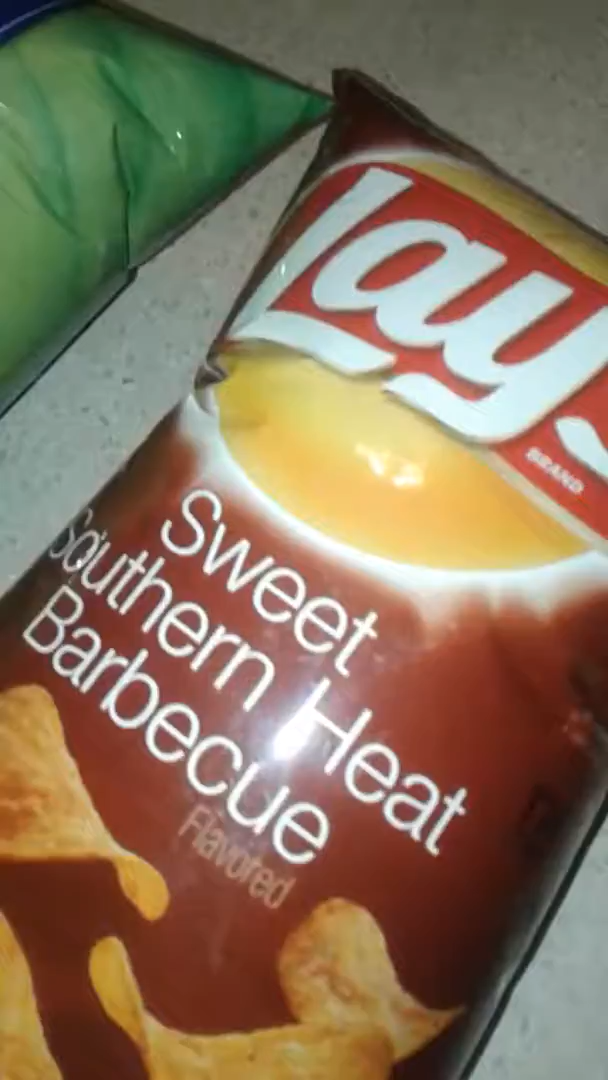 Lay's
BRAND
Sweet
Southern Heat
Barbecue
Flavored